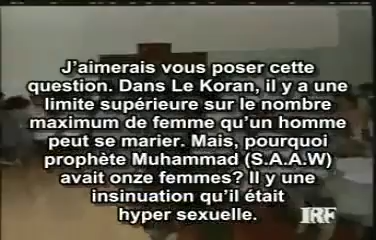 J'aimerais vous poser cette
question. Dans Le Koran, il y a une
limite supérieure sur le nombre
maximum de femme qu'un homme
peut se marier. Mais, pourquoi
prophète Muhammad (S.A.A.W)
avait onze femmes? Il y une
insinuation qu'il était
hyper sexuelle.
IRF